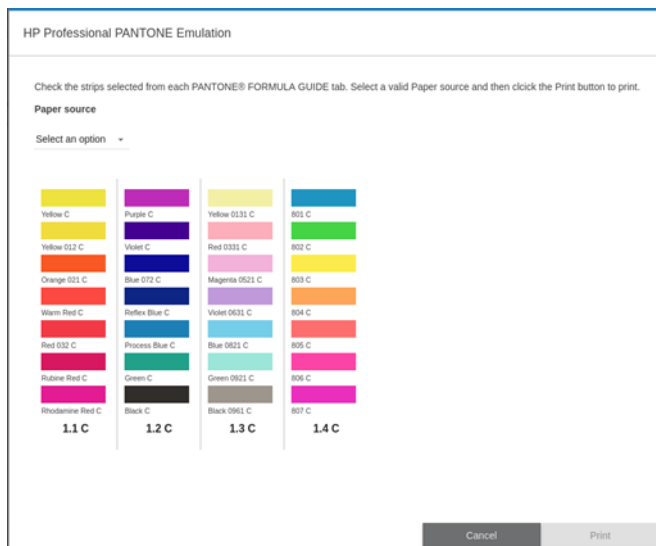 HP Professional PANTONE Emulation
Check the strips selected from each PANTONE® FORMULA GUIDE tab. Select a valid Paper source and then clcick the Print button to print.
Paper source
Select an option
Yellow C
Yellow 012 C
Orange 021 C
Warm Red C
Red 032 C
Rubine Red C
Rhodamine Red C
1.1 C
Purple C
Violet C
Blue 072 C
Reflex Blue C
Process Blue C
Green C
Black C
1.2 C
Yellow 0131 C
Red 0331 C
Magenta 0521 C
Violet 0631 C
Blue 0821 C
Green 0921 C
Black 0961 C
1.3 C
801 C
802 C
803 C
804 C
805 C
806 C
807 C
1.4 C
Cancel
Print